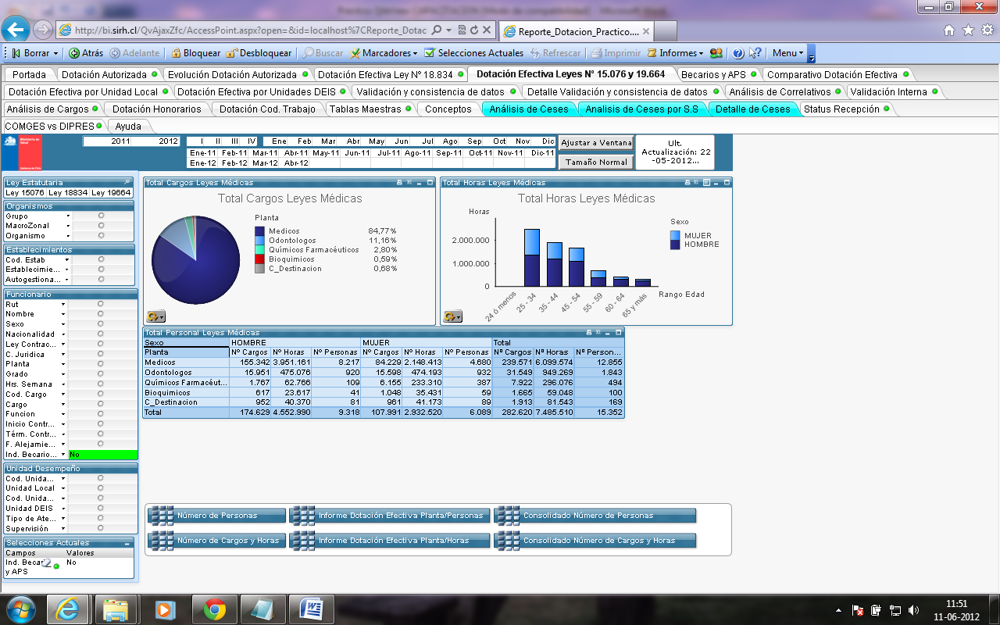 http://bi.sirh.cl/QvAjaxZfc/AccessPoint.aspx?open=&id=localhost%7CReporte_Dotac
Reporte_Dotacion_Practico....
Borrar Atrás Adelante Bloquear Desbloquear Buscar Marcadores Selecciones Actuales Refrescar Imprimir Informes Menu
Portada Dotación Autorizada Evolución Dotación Autorizada Dotación Efectiva Ley N° 18.834 Dotación Efectiva Leyes N° 15.076 y 19.664 Becarios y APS Comparativo Dotación Efectiva
Dotación Efectiva por Unidad Local Dotación Efectiva por Unidades DEIS Validación y consistencia de datos Detalle Validación y consistencia de datos Análisis de Correlativos Validación Interna
Análisis de Cargos Dotación Honorarios Dotación Cod. Trabajo Tablas Maestras Conceptos Análisis de Ceses Analisis de Ceses por S.S Detalle de Ceses Status Recepción
COMGES vs DIPRES Ayuda
2011 2012
I II III IV Ene Feb Mar Abr May Jun Jul Ago Sep Oct Nov Dic
Ene-11 Feb-11 Mar-11 Abr-11 May-11 Jun-11 Jul-11 Ago-11 Sep-11 Oct-11 Nov-11 Dic-11
Ene-12 Feb-12 Mar-12 Abr-12
Ajustar a Ventana
Tamaño Normal
Ult.
Actualización: 22
-05-2012...
Ley Estatutaria
Ley 15076 Ley 18834 Ley 19664
Organismos
Grupo
MacroZonal
Organismo
Establecimientos
Cod. Estab
Establecimie...
Autogestiona...
Funcionario
Rut
Nombre
Sexo
Nacionalidad
Ley Contrac...
C. Juridica
Planta
Grado
Hrs. Semana
Cod. Cargo
Cargo
Funcion
Inicio Contr...
Térm. Contr...
F. Alejamie...
Ind. Becario... No
Unidad Desempeño
Cod. Unida...
Unidad Local
Cod. Unida...
Unidad DEIS
Tipo de Ate...
Supervisión
Selecciones Actuales
Campos Valores
Ind. Becar No
y APS
Total Cargos Leyes Médicas
Total Cargos Leyes Médicas
Planta
Medicos 84,77%
Odontologos 11,16%
Químicos Farmacéuticos 2,80%
Bioquimicos 0,59%
C_Destinacion 0,68%
Total Horas Leyes Médicas
Total Horas Leyes Médicas
Horas
2.000.000
1.000.000
0
24 ó menos 25 - 34 35 - 44 45 - 54 55 - 59 60 - 64 65 y más
Rango Edad
Sexo
MUJER
HOMBRE
Total Personal Leyes Médicas
Sexo HOMBRE MUJER Total
Planta Nº Cargos Nº Horas Nº Personas Nº Cargos Nº Horas Nº Personas Nº Cargos Nº Horas Nº Person...
Medicos 155.342 3.951.161 8.217 84.229 2.148.413 4.680 239.571 6.099.574 12.855
Odontologos 15.951 475.076 920 15.598 474.193 932 31.549 949.269 1.843
Químicos Farmacéut... 1.767 62.766 109 6.155 233.310 387 7.922 296.076 494
Bioquimicos 617 23.617 41 1.048 35.431 59 1.665 59.048 100
C_Destinacion 952 40.370 81 961 41.173 89 1.913 81.543 169
Total 174.629 4.552.990 9.318 107.991 2.932.520 6.089 282.620 7.485.510 15.352
Número de Personas Informe Dotación Efectiva Planta/Personas Consolidado Número de Personas
Número de Cargos y Horas Informe Dotación Efectiva Planta/Horas Consolidado Número de Cargos y Horas
11:51
11-06-2012